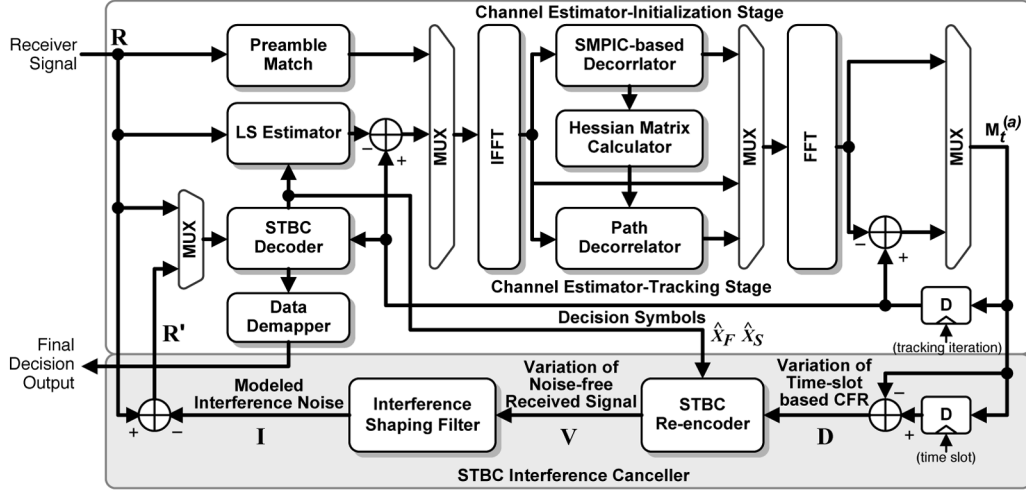 Channel Estimator-Initialization Stage
Receiver
Signal
R
Preamble
Match
SMPIC-based
Decorrlator
LS Estimator
−
+
MUX
IFFT
Hessian Matrix
Calculator
MUX
FFT
MUX
M_t^(a)
MUX
STBC
Decoder
Path
Decorrelator
−
+
Channel Estimator-Tracking Stage
Data
Demapper
D
Decision Symbols
X̂_F X̂_S
(tracking iteration)
R'
Final
Decision
Output
Modeled
Interference Noise
Variation of
Noise-free
Received Signal
Variation of
Time-slot
based CFR
−
Interference
Shaping Filter
STBC
Re-encoder
D
+
−
+
I
V
D
(time slot)
STBC Interference Canceller